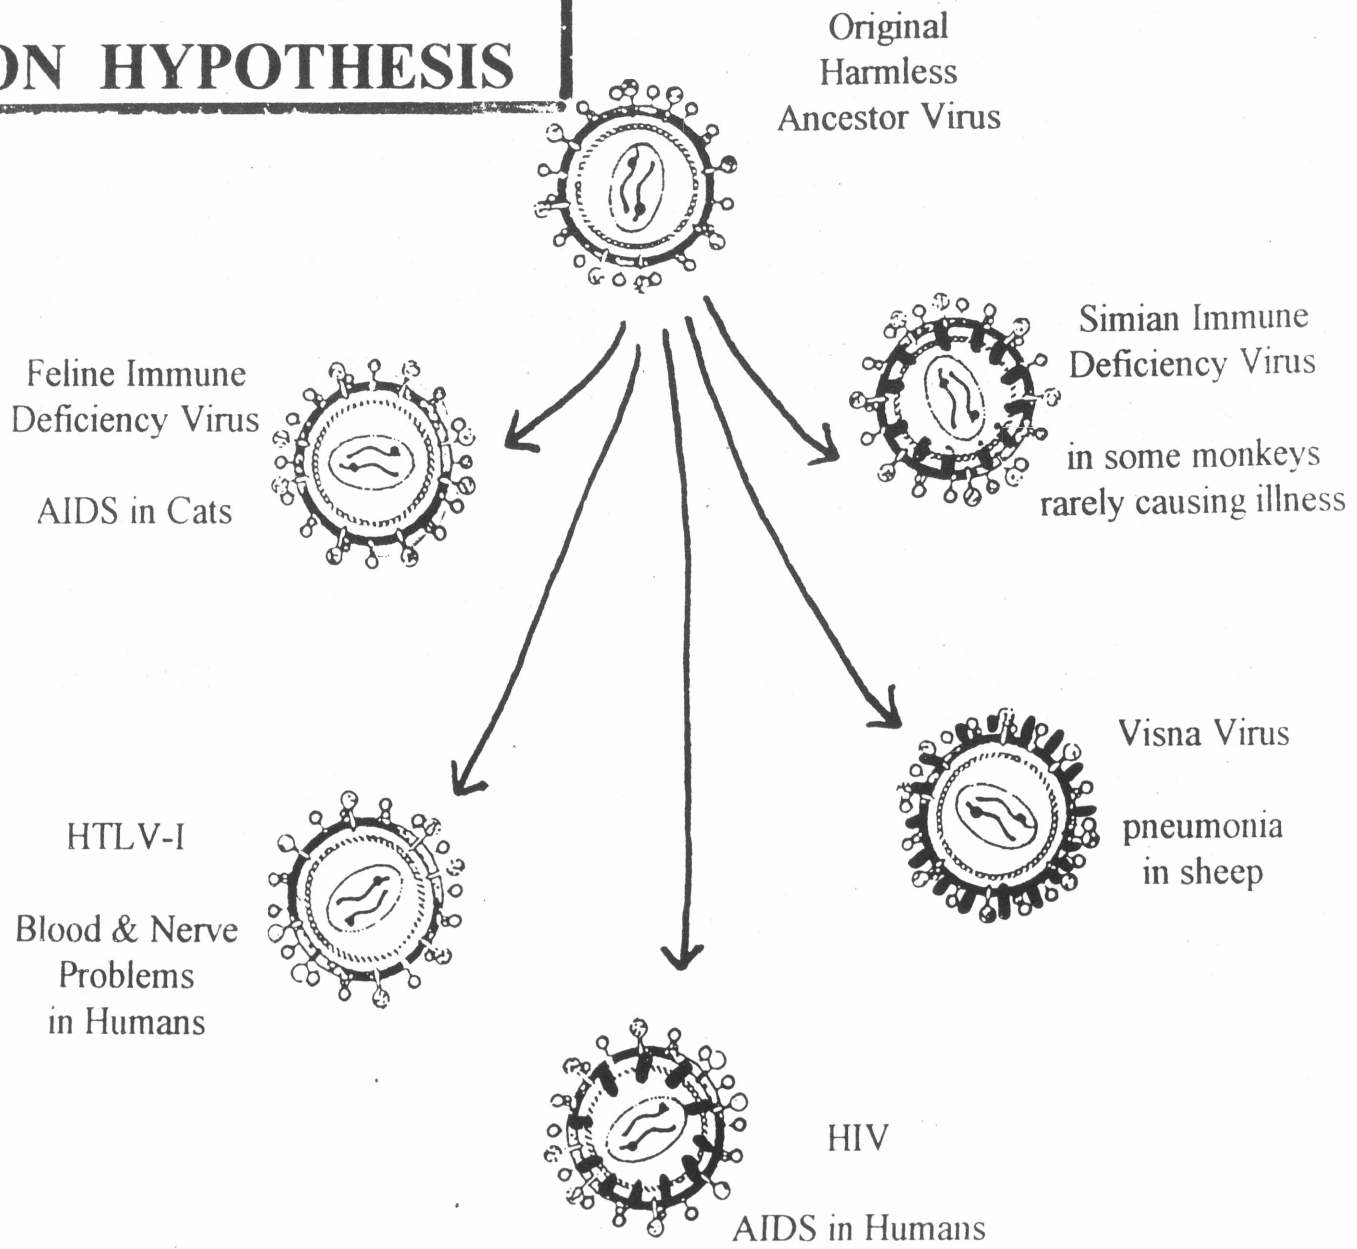 ON HYPOTHESIS
Original
Harmless
Ancestor Virus
Feline Immune
Deficiency Virus
AIDS in Cats
Simian Immune
Deficiency Virus
in some monkeys
rarely causing illness
HTLV-I
Blood & Nerve
Problems
in Humans
Visna Virus
pneumonia
in sheep
HIV
AIDS in Humans